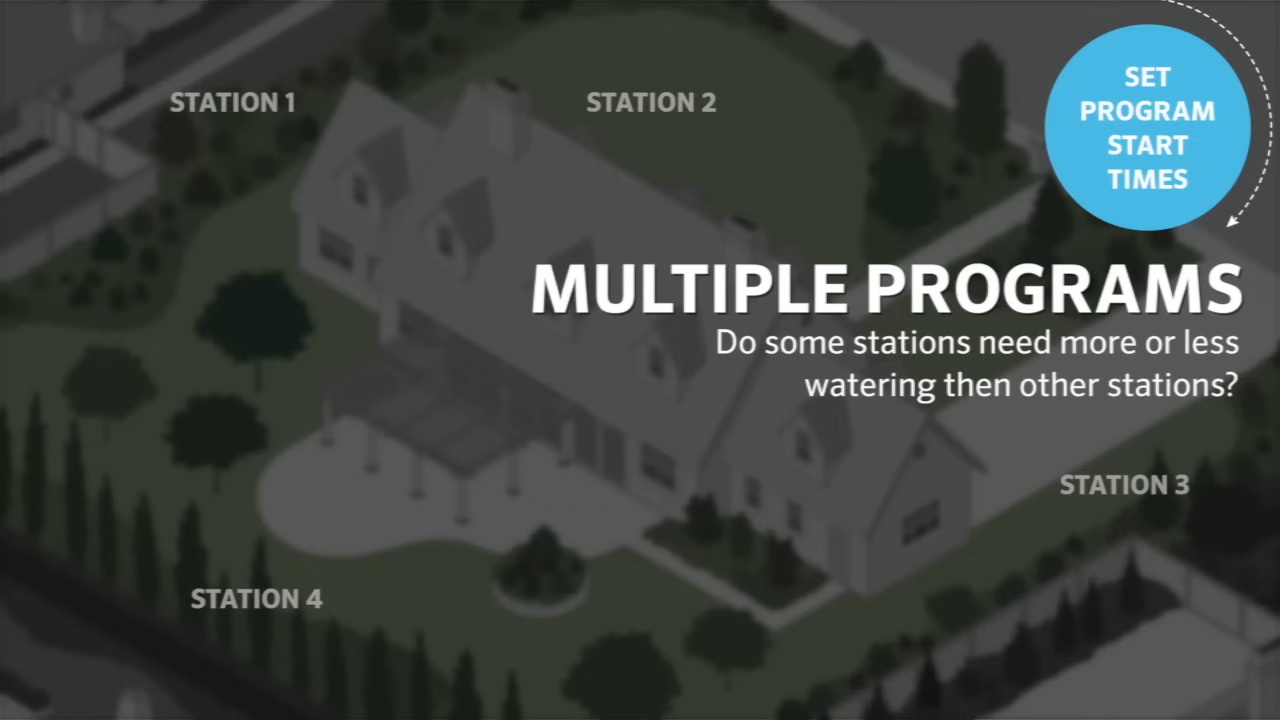 STATION 1
STATION 2
SET
PROGRAM
START
TIMES
MULTIPLE PROGRAMS
Do some stations need more or less
watering then other stations?
STATION 3
STATION 4